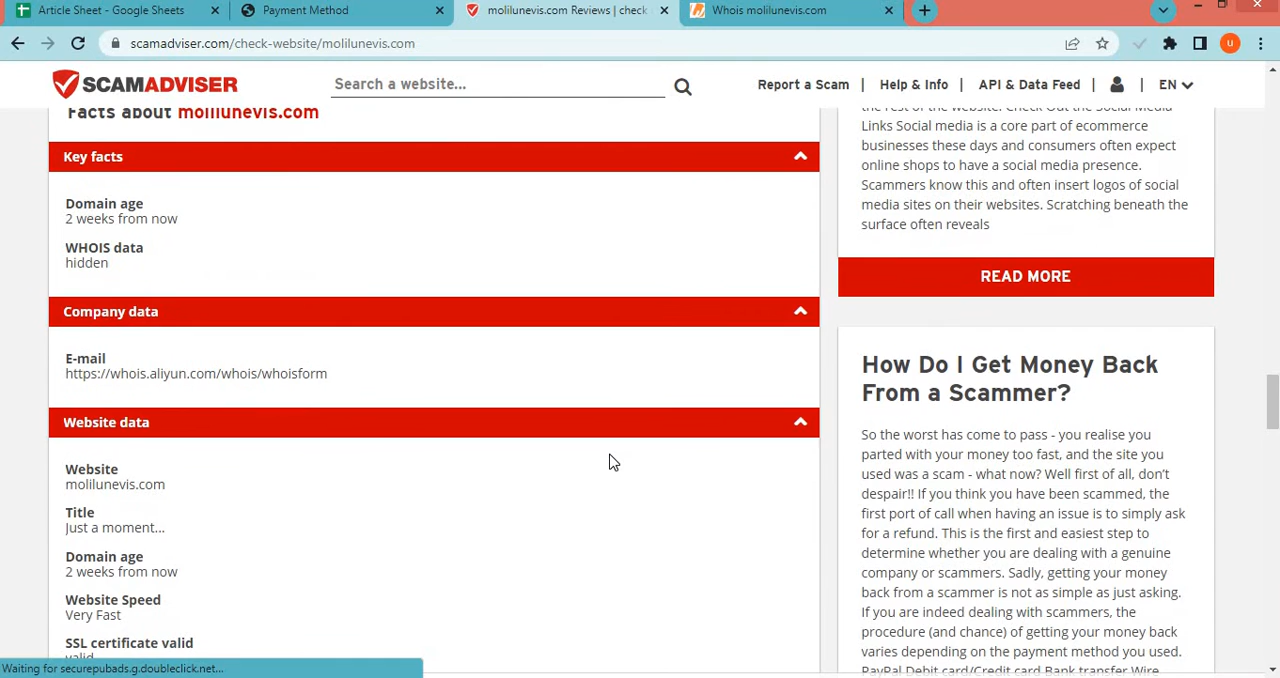 Article Sheet - Google Sheets
Payment Method
molilunevis.com Reviews | check
Whois molilunevis.com
scamadviser.com/check-website/molilunevis.com
SCAMADVISER
Search a website...
Report a Scam | Help & Info | API & Data Feed | | EN
Facts about molilunevis.com
Key facts
Domain age
2 weeks from now
WHOIS data
hidden
Company data
E-mail
https://whois.aliyun.com/whois/whoisform
Website data
Website
molilunevis.com
Title
Just a moment...
Domain age
2 weeks from now
Website Speed
Very Fast
SSL certificate valid
valid
the rest of the website. Check Out the Social Media
Links Social media is a core part of ecommerce
businesses these days and consumers often expect
online shops to have a social media presence.
Scammers know this and often insert logos of social
media sites on their websites. Scratching beneath the
surface often reveals
READ MORE
How Do I Get Money Back
From a Scammer?
So the worst has come to pass - you realise you
parted with your money too fast, and the site you
used was a scam - what now? Well first of all, don't
despair!! If you think you have been scammed, the
first port of call when having an issue is to simply ask
for a refund. This is the first and easiest step to
determine whether you are dealing with a genuine
company or scammers. Sadly, getting your money
back from a scammer is not as simple as just asking.
If you are indeed dealing with scammers, the
procedure (and chance) of getting your money back
varies depending on the payment method you used.
PayPal Debit card/Credit card Bank transfer Wire
Waiting for securepubads.g.doubleclick.net...